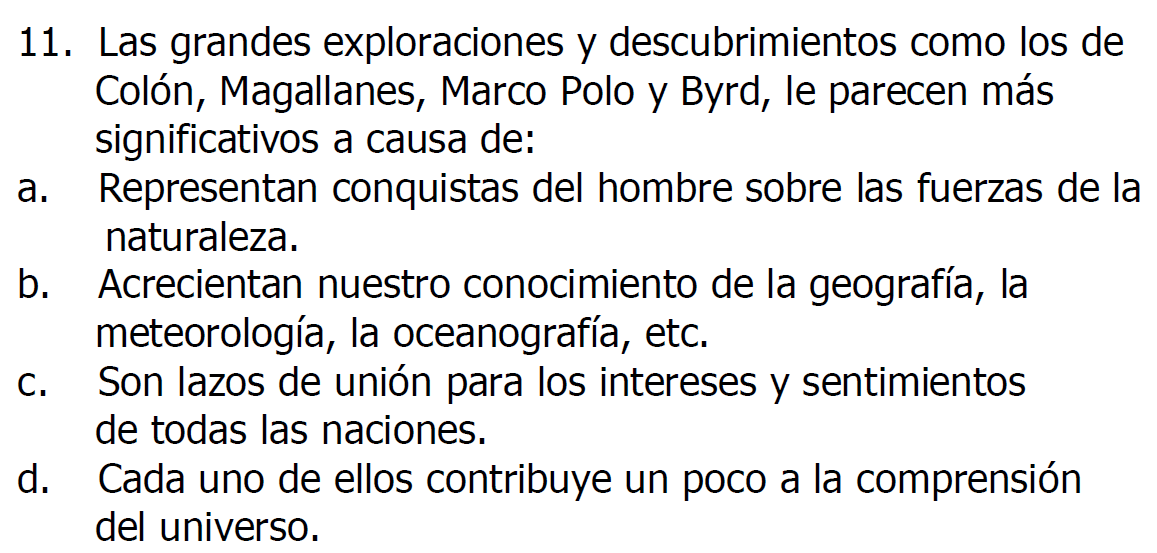 11. Las grandes exploraciones y descubrimientos como los de
Colón, Magallanes, Marco Polo y Byrd, le parecen más
significativos a causa de:
a. Representan conquistas del hombre sobre las fuerzas de la
naturaleza.
b. Acrecientan nuestro conocimiento de la geografía, la
meteorología, la oceanografía, etc.
c. Son lazos de unión para los intereses y sentimientos
de todas las naciones.
d. Cada uno de ellos contribuye un poco a la comprensión
del universo.